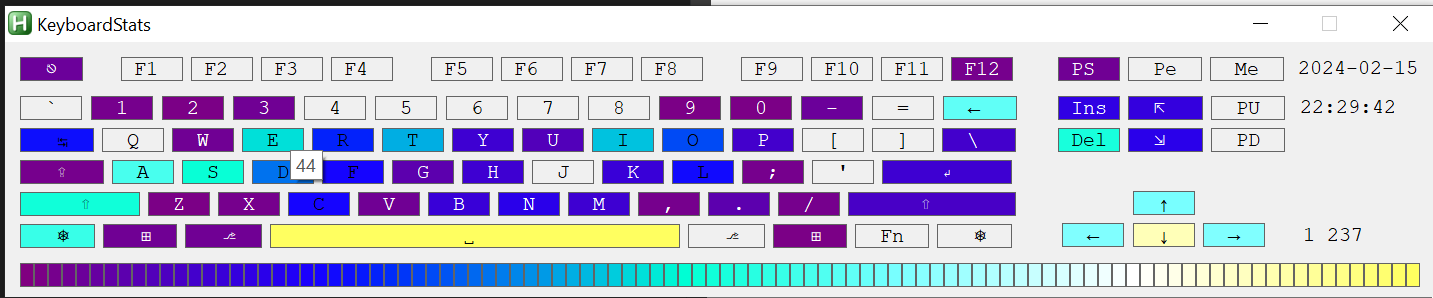 KeyboardStats
⎋ F1 F2 F3 F4 F5 F6 F7 F8 F9 F10 F11 F12 PS Pe Me 2024-02-15
` 1 2 3 4 5 6 7 8 9 0 - = ← Ins ⇱ PU 22:29:42
↹ Q W E R T Y U I O P [ ] \ Del ⇲ PD
⇪ A S D F G H J K L ; ' ↲
44
⇧ Z X C V B N M , . / ⇧ ↑
❄ ⊞ ⎇ ⎵ ⎇ ⊞ Fn ❄ ← ↓ → 1 237